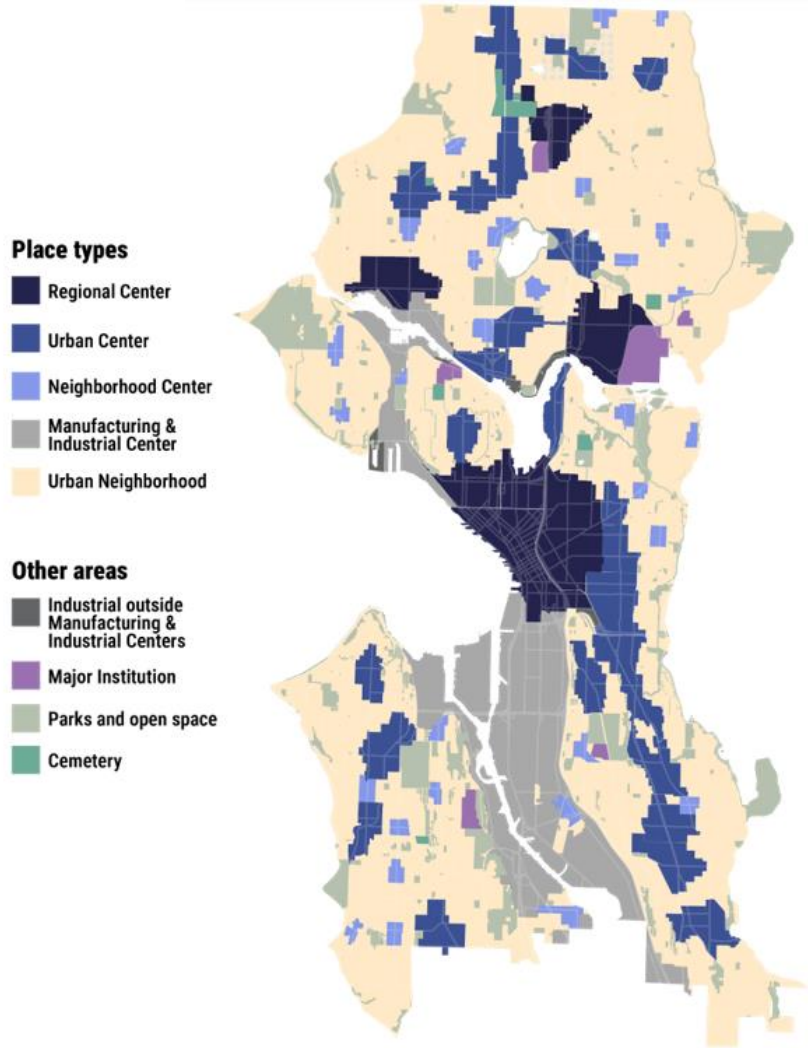 Place types
Regional Center
Urban Center
Neighborhood Center
Manufacturing &
Industrial Center
Urban Neighborhood
Other areas
Industrial outside
Manufacturing &
Industrial Centers
Major Institution
Parks and open space
Cemetery